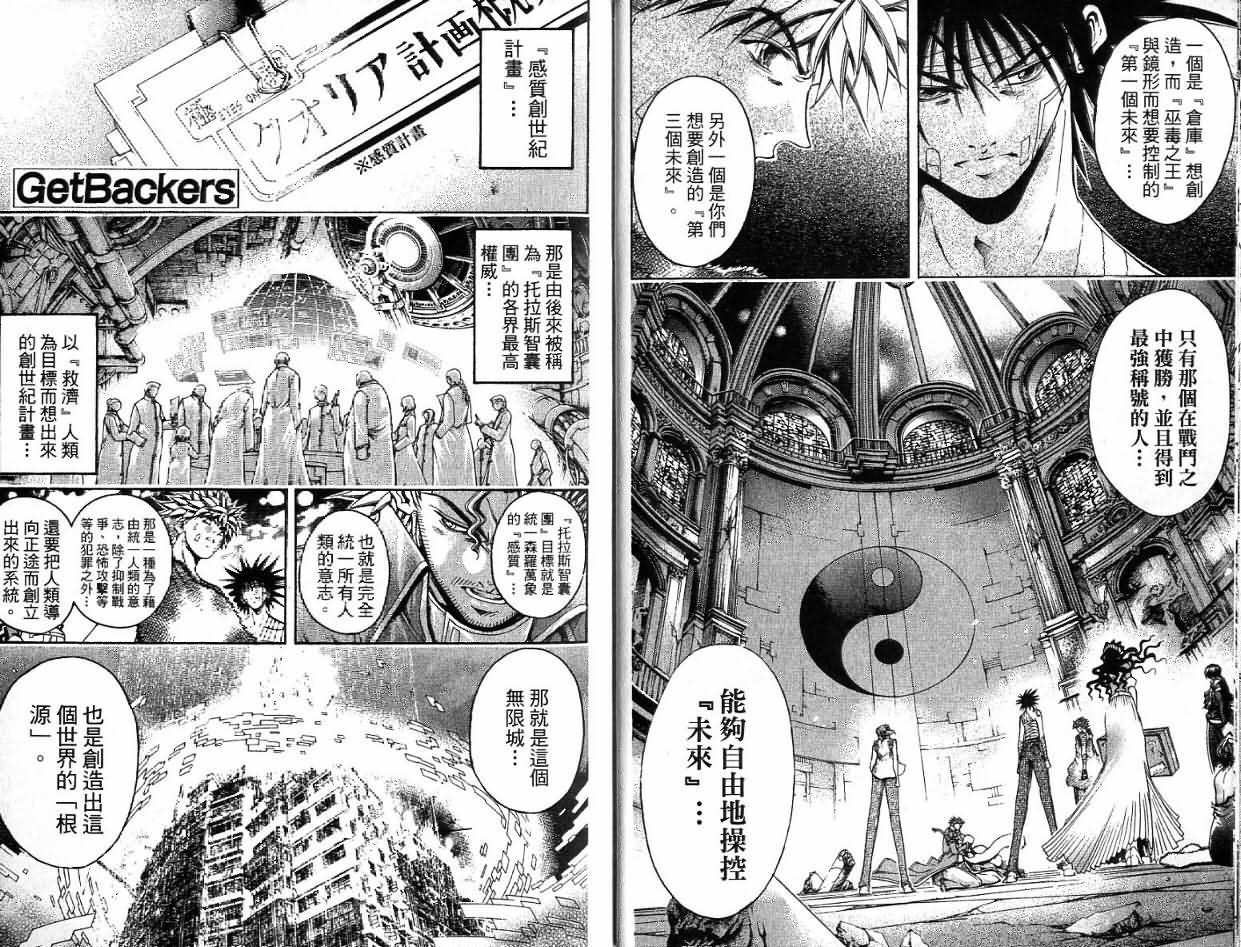 一個是『倉庫』想創
造，而『巫毒之王』
與鏡形而想要控制的
『第一個未來』…
另外一個是你們
想要創造的『第
三個未來』。
只有那個在戰鬥之
中獲勝，並且得到
最強稱號的人…
能夠自由地操控
『未來』…
『感質創世紀
計畫』…
EYES ON
クオリア計画概
※感質計畫
GetBackers
那是由後來被稱
為『托拉斯智囊
團』的各界最高
權威…
以『救濟』人類
為目標而想出來
的創世紀計畫…
『托拉斯智囊
團』目標就是
統一森羅萬象
的『感質』…
也就是完全
統一所有人
類的意志。
那是一種為了藉
由統一人類的意
志，除了抑制戰
爭、恐怖攻擊等
等的犯罪之外…
還要把人類導
向正途而創立
出來的系統。
那就是這個
無限城…
也是創造出這
個世界的「根
源」。